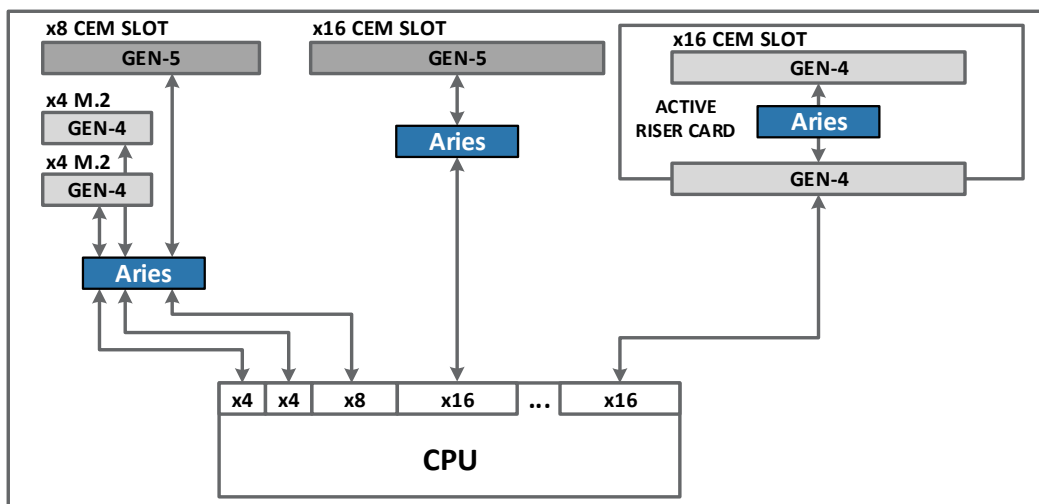 x8 CEM SLOT
GEN-5
x4 M.2
GEN-4
x4 M.2
GEN-4
Aries
x16 CEM SLOT
GEN-5
Aries
x16 CEM SLOT
GEN-4
ACTIVE
RISER CARD
Aries
GEN-4
x4 x4 x8 x16 ... x16
CPU